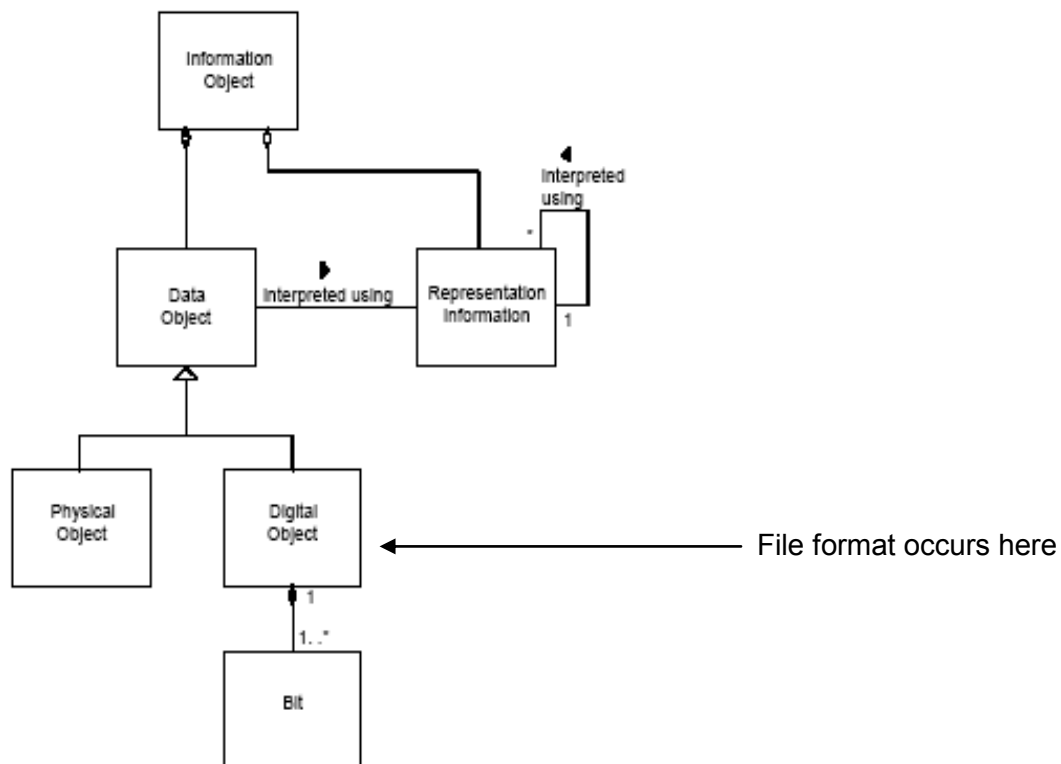 Information
Object
Interpreted
using
*
Data
Object
Interpreted using
Representation
Information
1
Physical
Object
Digital
Object
File format occurs here
1
1. .*
Bit